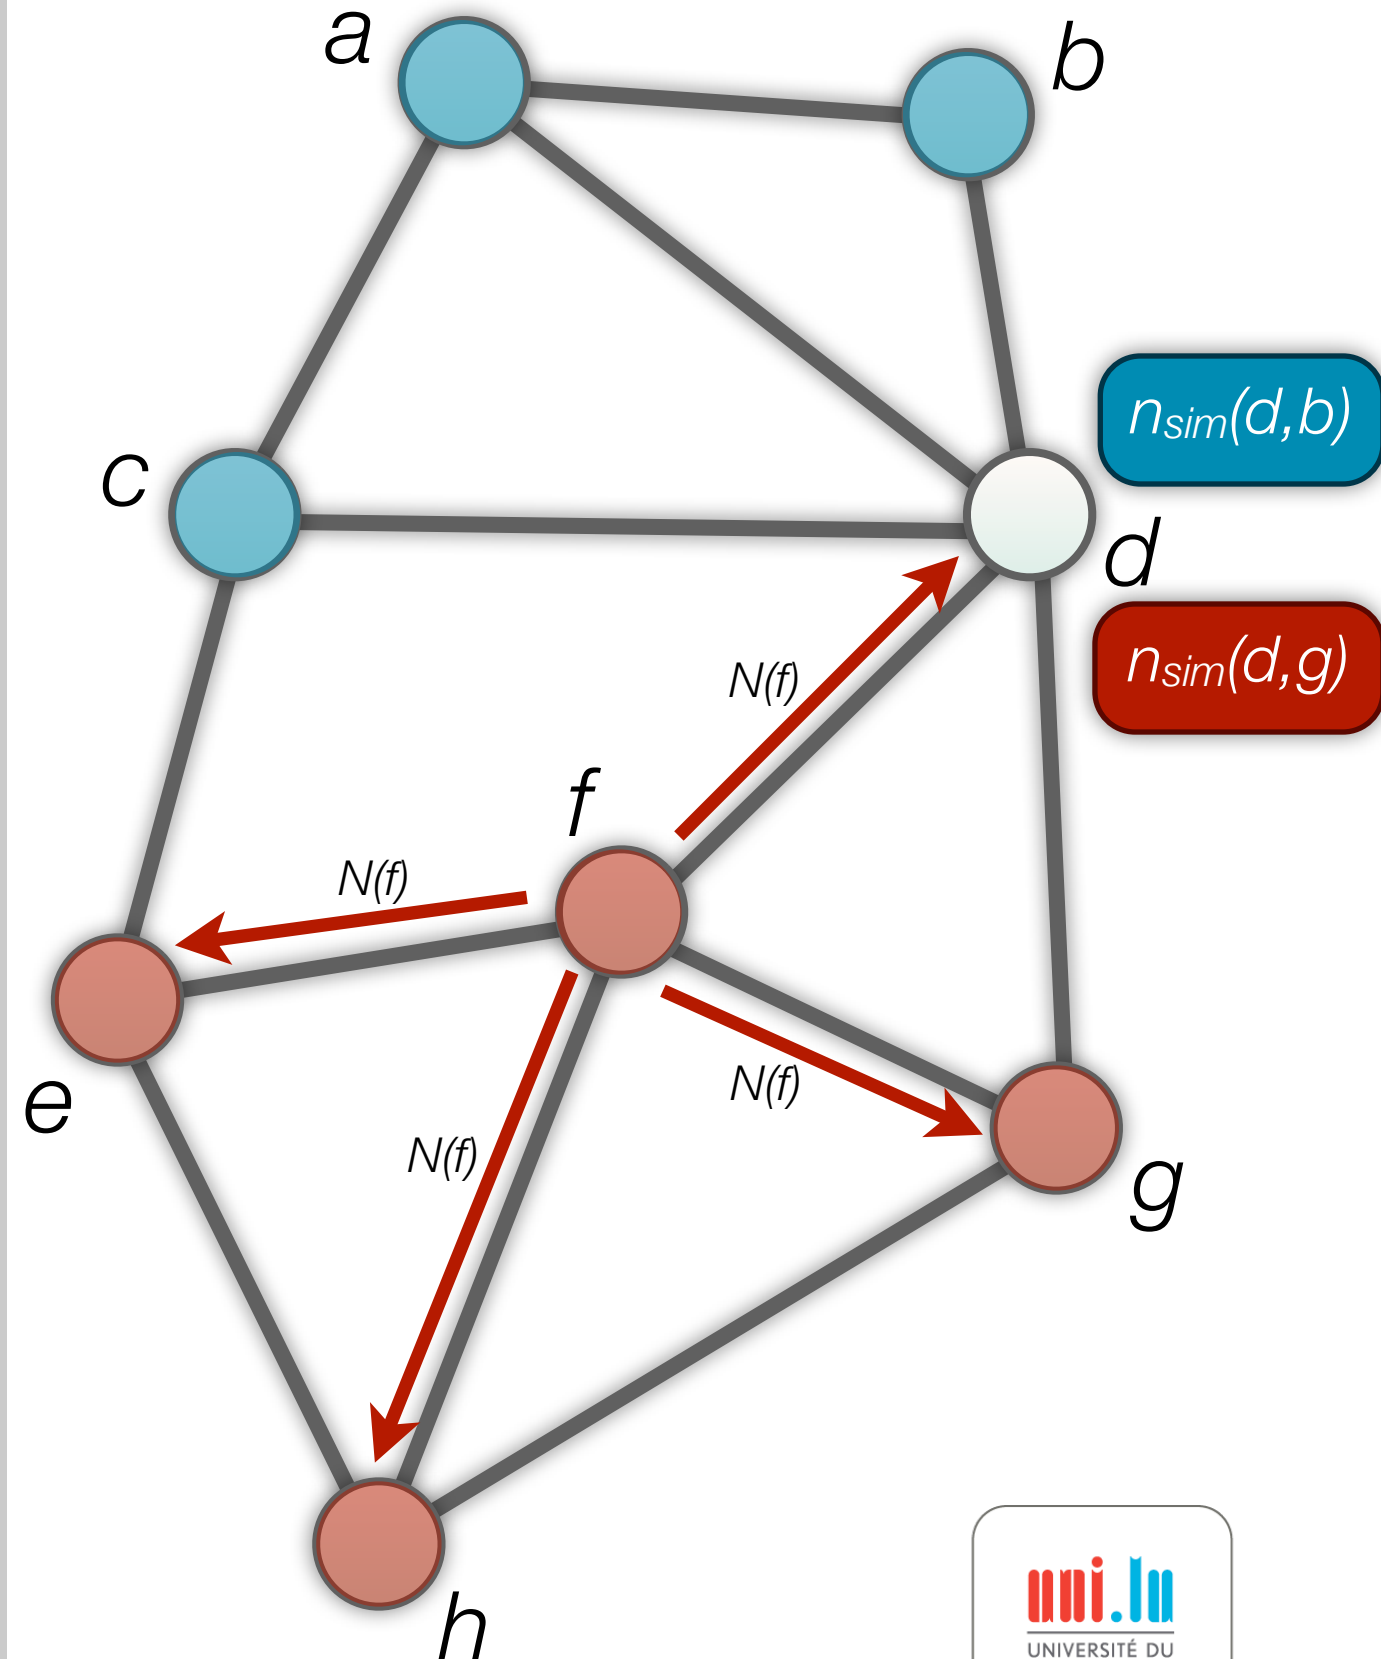 a
b
nsim(d,b)
c
d
nsim(d,g)
N(f)
f
N(f)
e
N(f)
N(f)
g
h
uni.lu
UNIVERSITÉ DU